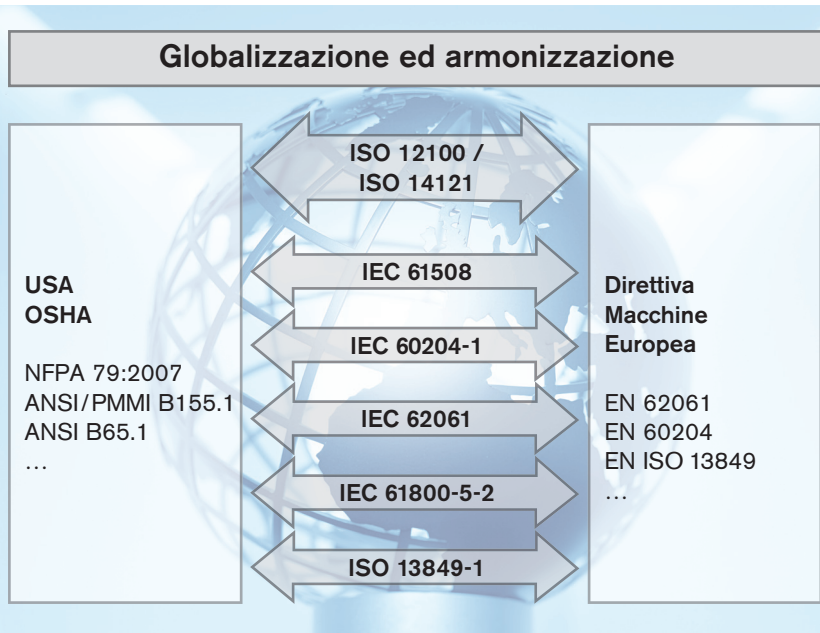 Globalizzazione ed armonizzazione
USA
OSHA
NFPA 79:2007
ANSI/PMMI B155.1
ANSI B65.1
…
ISO 12100 /
ISO 14121
IEC 61508
IEC 60204-1
IEC 62061
IEC 61800-5-2
ISO 13849-1
Direttiva
Macchine
Europea
EN 62061
EN 60204
EN ISO 13849
…